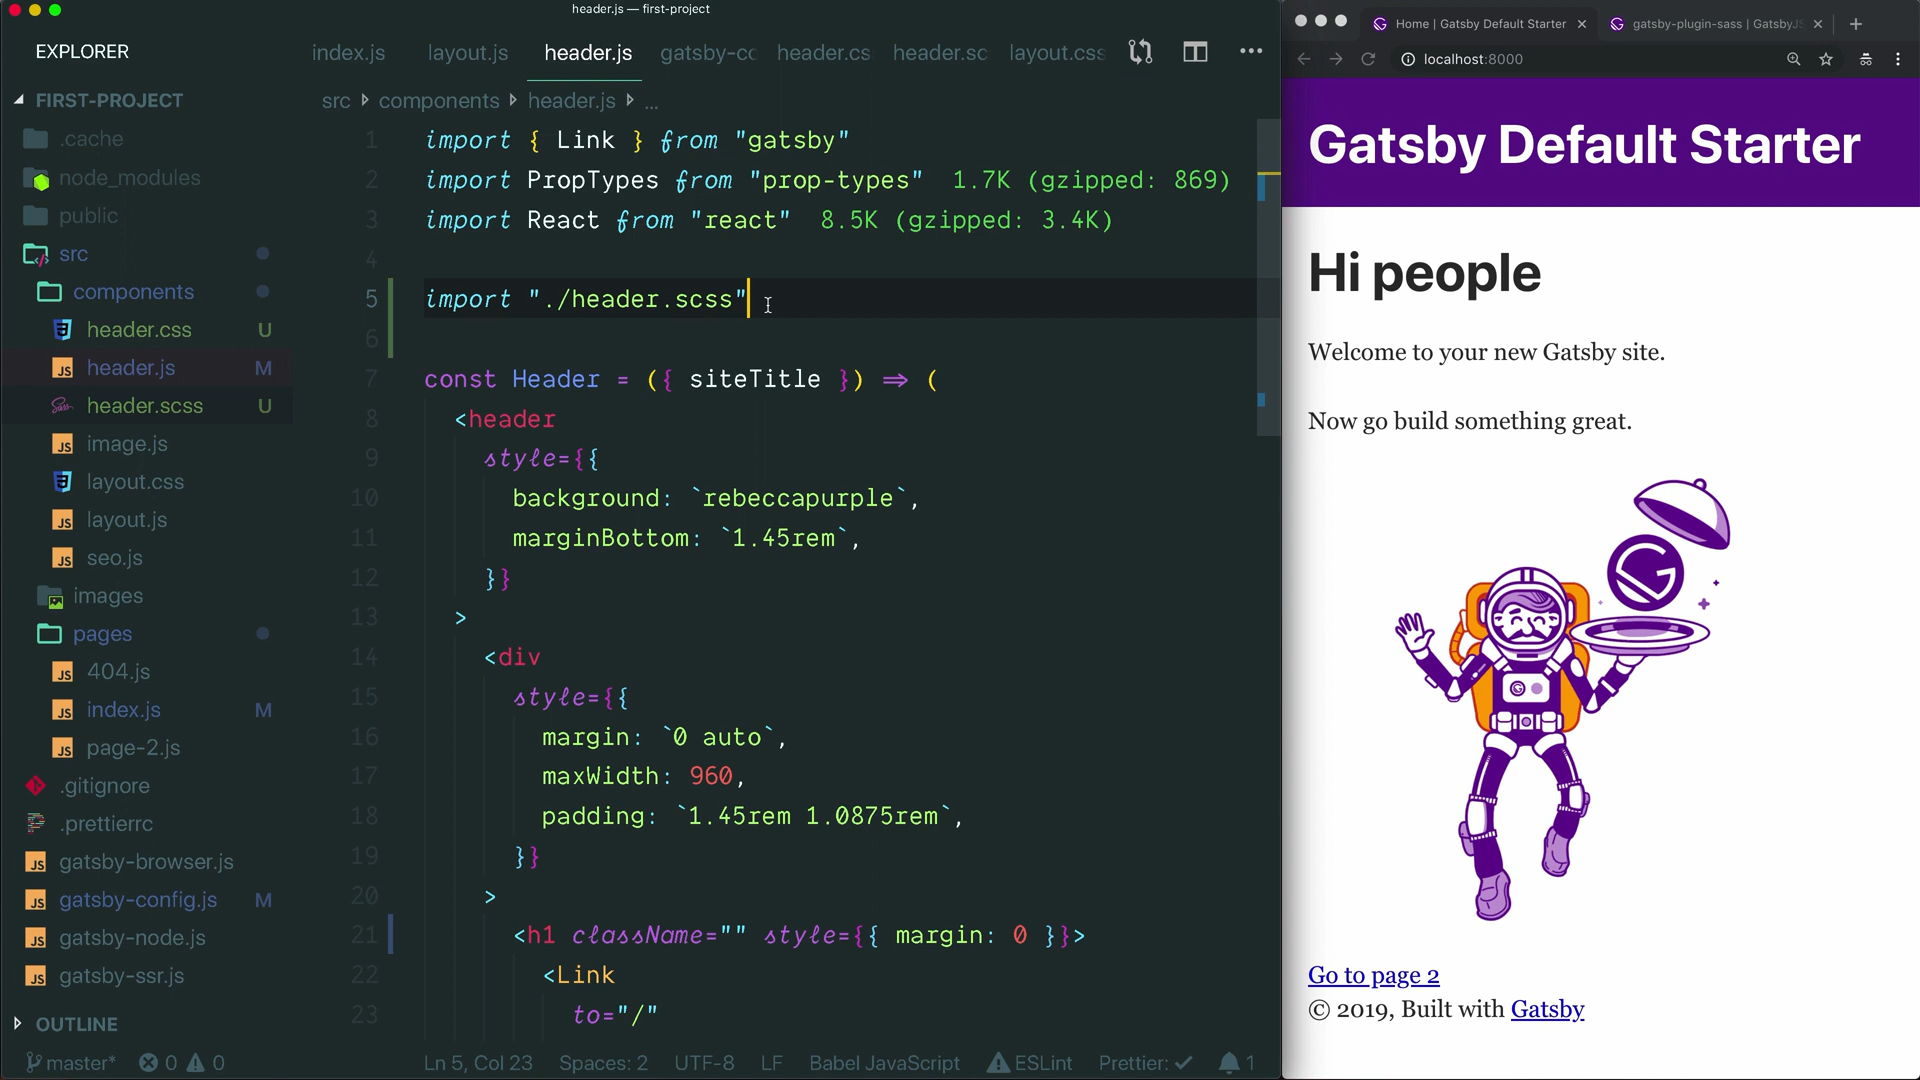 header.js — first-project
EXPLORER
FIRST-PROJECT
.cache
node_modules
public
src
components
header.css U
header.js M
header.scss U
image.js
layout.css
layout.js
seo.js
images
pages
404.js
index.js M
page-2.js
.gitignore
.prettierrc
gatsby-browser.js
gatsby-config.js M
gatsby-node.js
gatsby-ssr.js
OUTLINE
index.js layout.js header.js gatsby-cc header.cs header.sc layout.css
src components header.js ...
1 import { Link } from "gatsby"
2 import PropTypes from "prop-types" 1.7K (gzipped: 869)
3 import React from "react" 8.5K (gzipped: 3.4K)
4
5 import "./header.scss"
6
7 const Header = ({ siteTitle }) => (
8 <header
9 style={{
10 background: `rebeccapurple`,
11 marginBottom: `1.45rem`,
12 }}
13 >
14 <div
15 style={{
16 margin: `0 auto`,
17 maxWidth: 960,
18 padding: `1.45rem 1.0875rem`,
19 }}
20 >
21 <h1 className="" style={{ margin: 0 }}>
22 <Link
23 to="/"
master* 0 0 Ln 5, Col 23 Spaces: 2 UTF-8 LF Babel JavaScript ESLint Prettier: ✓ 1
Home | Gatsby Default Starter gatsby-plugin-sass | GatsbyJS
localhost:8000
Gatsby Default Starter
Hi people
Welcome to your new Gatsby site.
Now go build something great.
Go to page 2
© 2019, Built with Gatsby